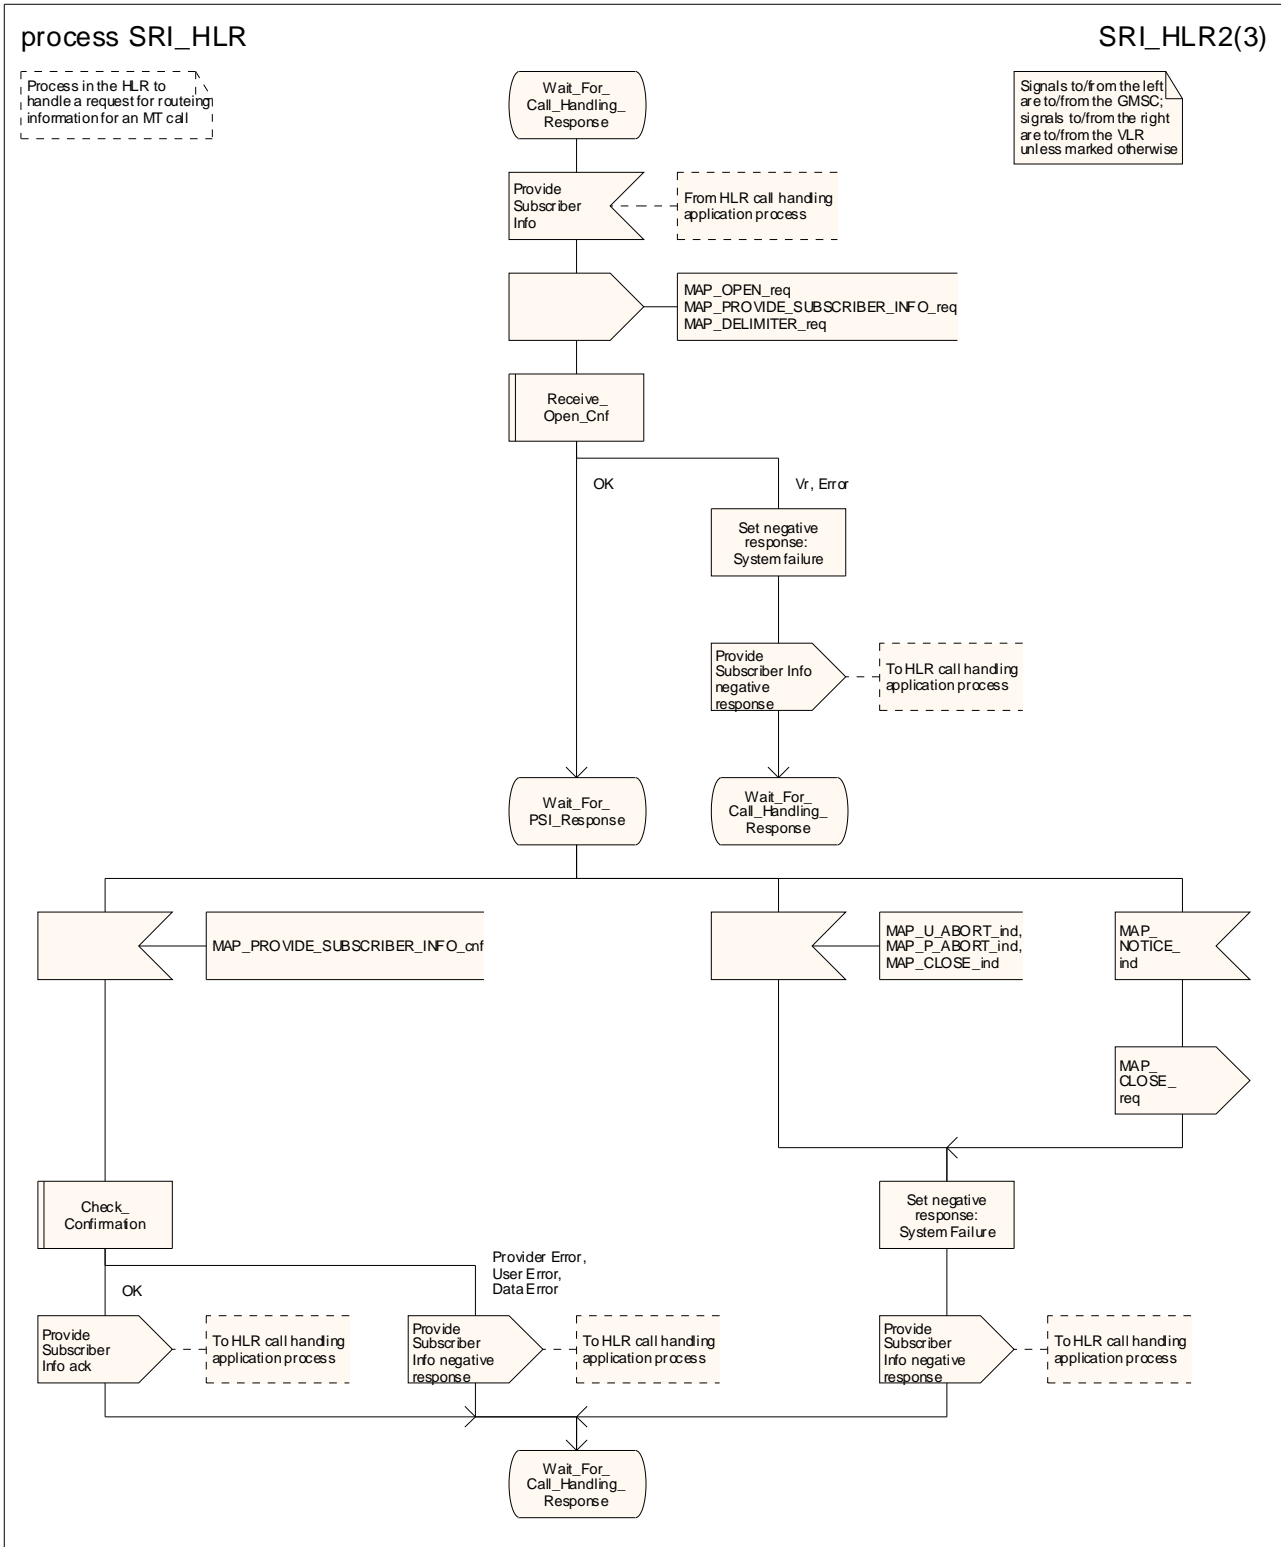 process SRI_HLR
SRI_HLR2(3)
Process in the HLR to
handle a request for routeing
information for an MT call
Wait_For_
Call_Handling_
Response
Signals to/from the left
are to/from the GMSC;
signals to/from the right
are to/from the VLR
unless marked otherwise
Provide
Subscriber
Info
From HLR call handling
application process
MAP_OPEN_req
MAP_PROVIDE_SUBSCRIBER_INFO_req
MAP_DELIMITER_req
Receive_
Open_Cnf
OK
Vr, Error
Set negative
response:
System failure
Provide
Subscriber Info
negative
response
To HLR call handling
application process
Wait_For_
PSI_Response
Wait_For_
Call_Handling_
Response
MAP_PROVIDE_SUBSCRIBER_INFO_cnf
MAP_U_ABORT_ind,
MAP_P_ABORT_ind,
MAP_CLOSE_ind
MAP_
NOTICE_
ind
MAP_
CLOSE_
req
Check_
Confirmation
Set negative
response:
System Failure
OK
Provider Error,
User Error,
Data Error
Provide
Subscriber
Info ack
To HLR call handling
application process
Provide
Subscriber
Info negative
response
To HLR call handling
application process
Provide
Subscriber
Info negative
response
To HLR call handling
application process
Wait_For_
Call_Handling_
Response